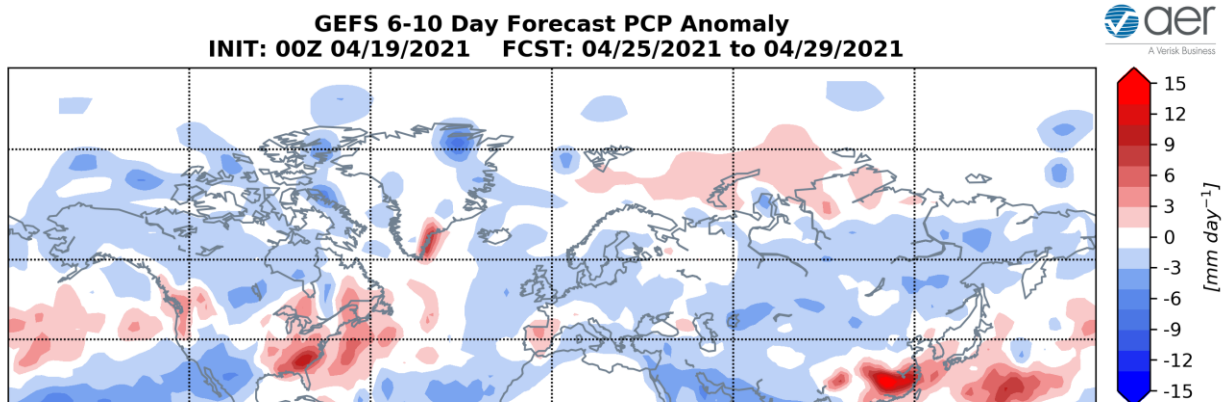 GEFS 6-10 Day Forecast PCP Anomaly
INIT: 00Z 04/19/2021 FCST: 04/25/2021 to 04/29/2021
aer
A Verisk Business
15
12
9
6
3
0
-3
-6
-9
-12
-15
[mm day⁻¹]